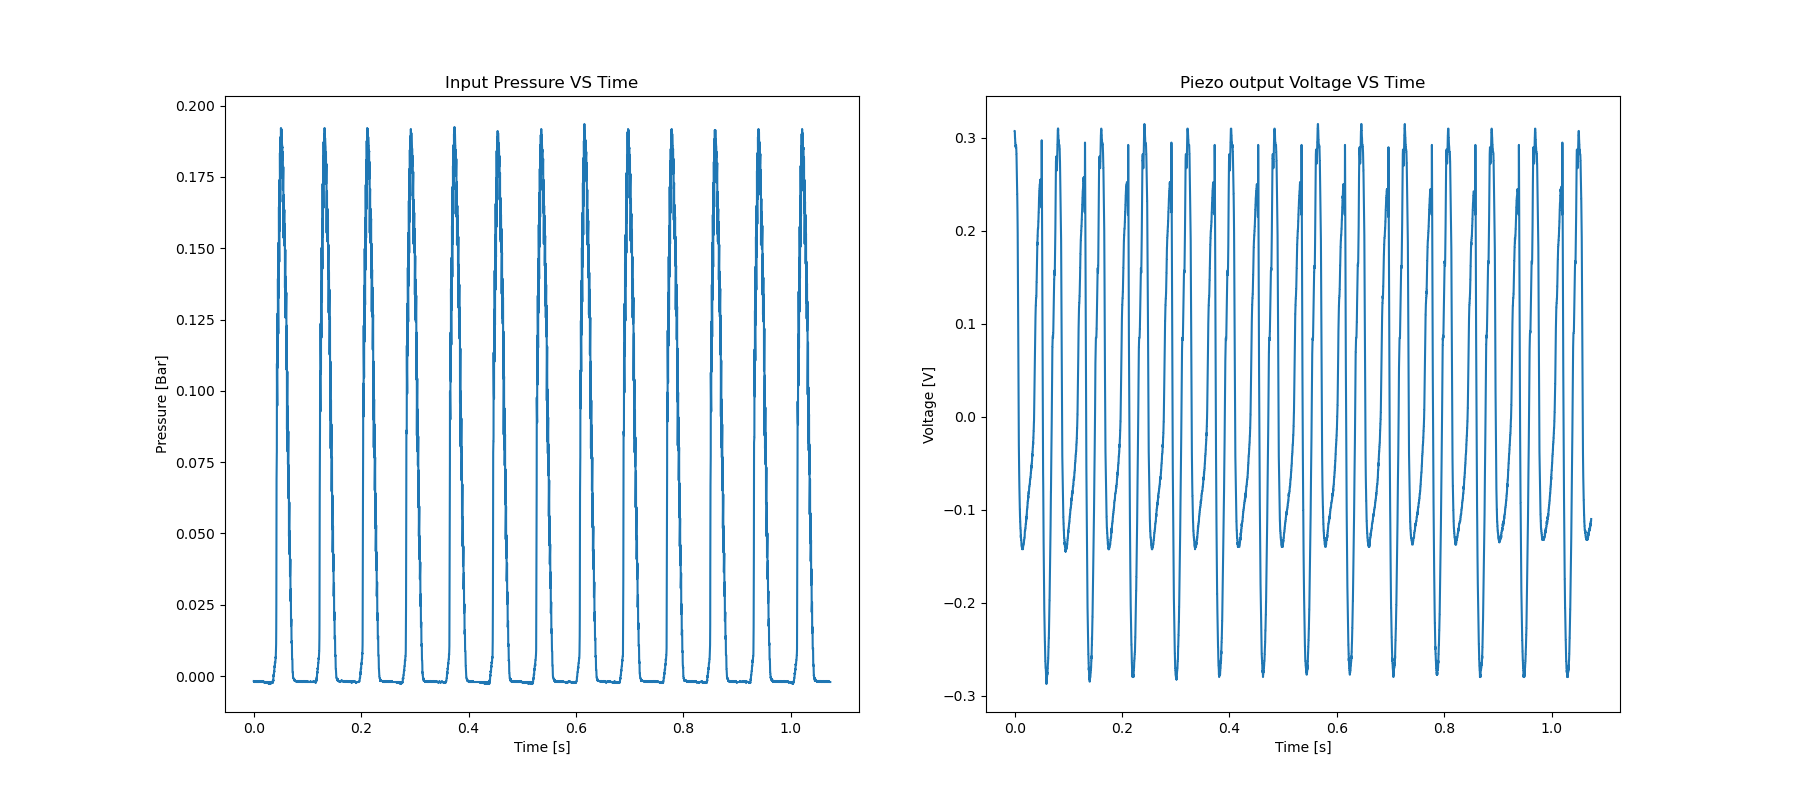 Input Pressure VS Time
0.200
0.175
0.150
0.125
0.100
0.075
0.050
0.025
0.000
Pressure [Bar]
0.0 0.2 0.4 0.6 0.8 1.0
Time [s]
Piezo output Voltage VS Time
0.3
0.2
0.1
0.0
−0.1
−0.2
−0.3
Voltage [V]
0.0 0.2 0.4 0.6 0.8 1.0
Time [s]